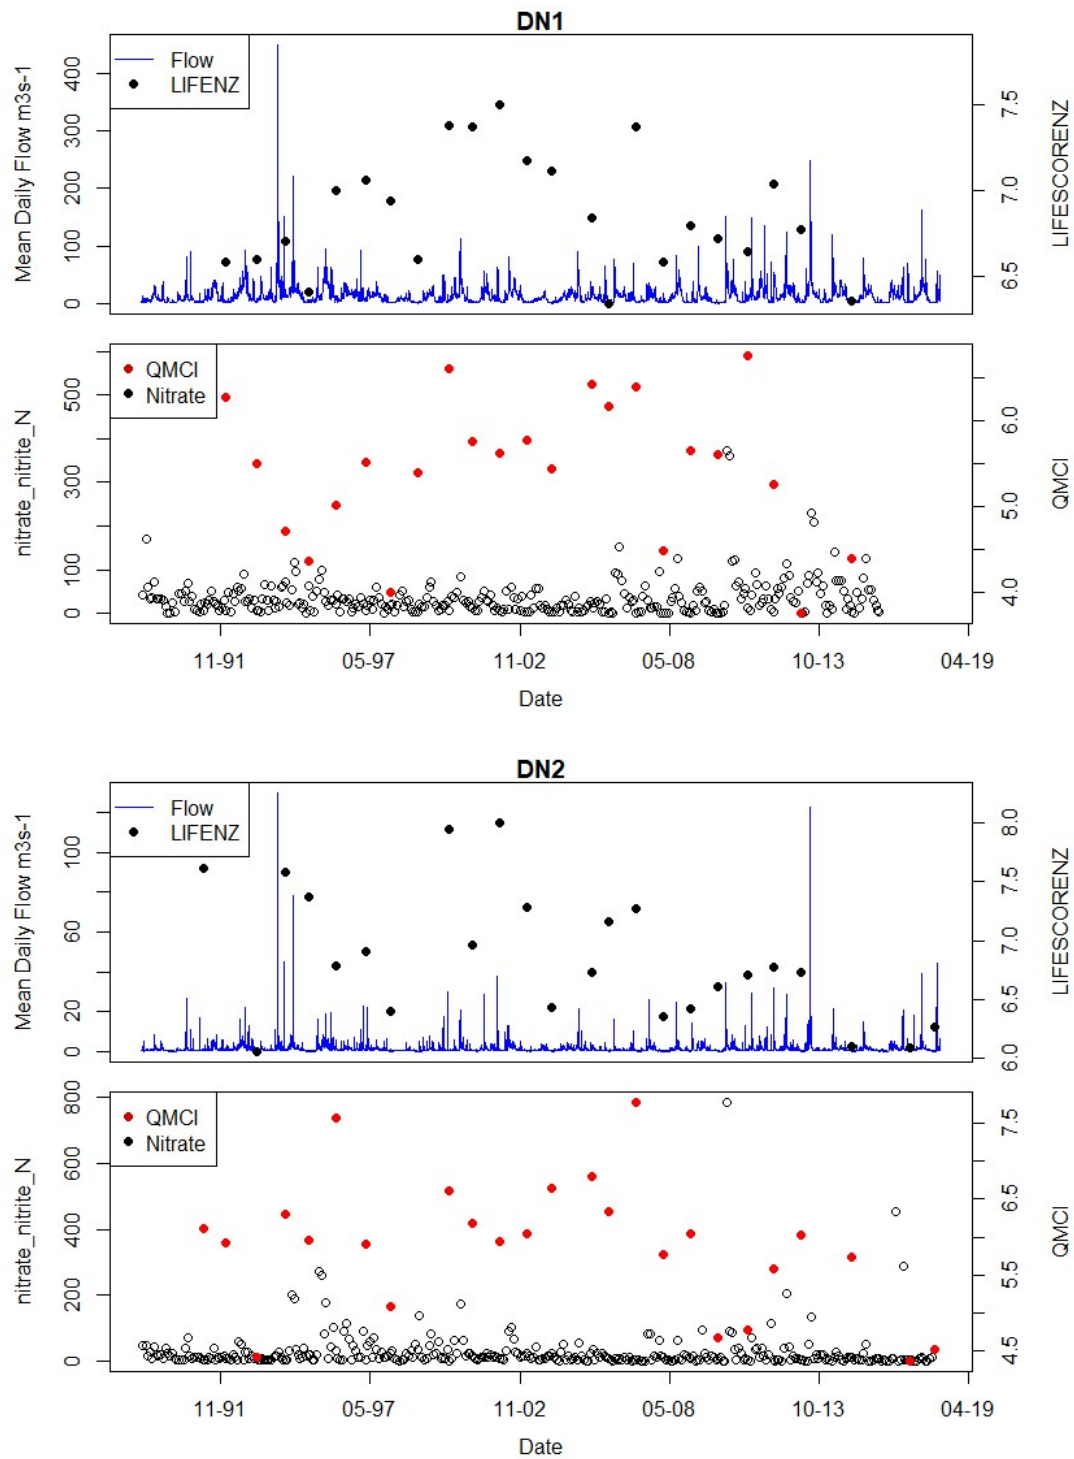 DN1
Flow
LIFENZ
Mean Daily Flow m3s-1
0
100
200
300
400
6.5
7.0
7.5
LIFESCORENZ
QMCI
Nitrate
nitrate_nitrite_N
0
100
300
500
4.0
5.0
6.0
QMCI
11-91
05-97
11-02
05-08
10-13
04-19
Date
DN2
Flow
LIFENZ
Mean Daily Flow m3s-1
0
20
60
100
6.0
6.5
7.0
7.5
8.0
LIFESCORENZ
QMCI
Nitrate
nitrate_nitrite_N
0
200
400
600
800
4.5
5.5
6.5
7.5
QMCI
11-91
05-97
11-02
05-08
10-13
04-19
Date